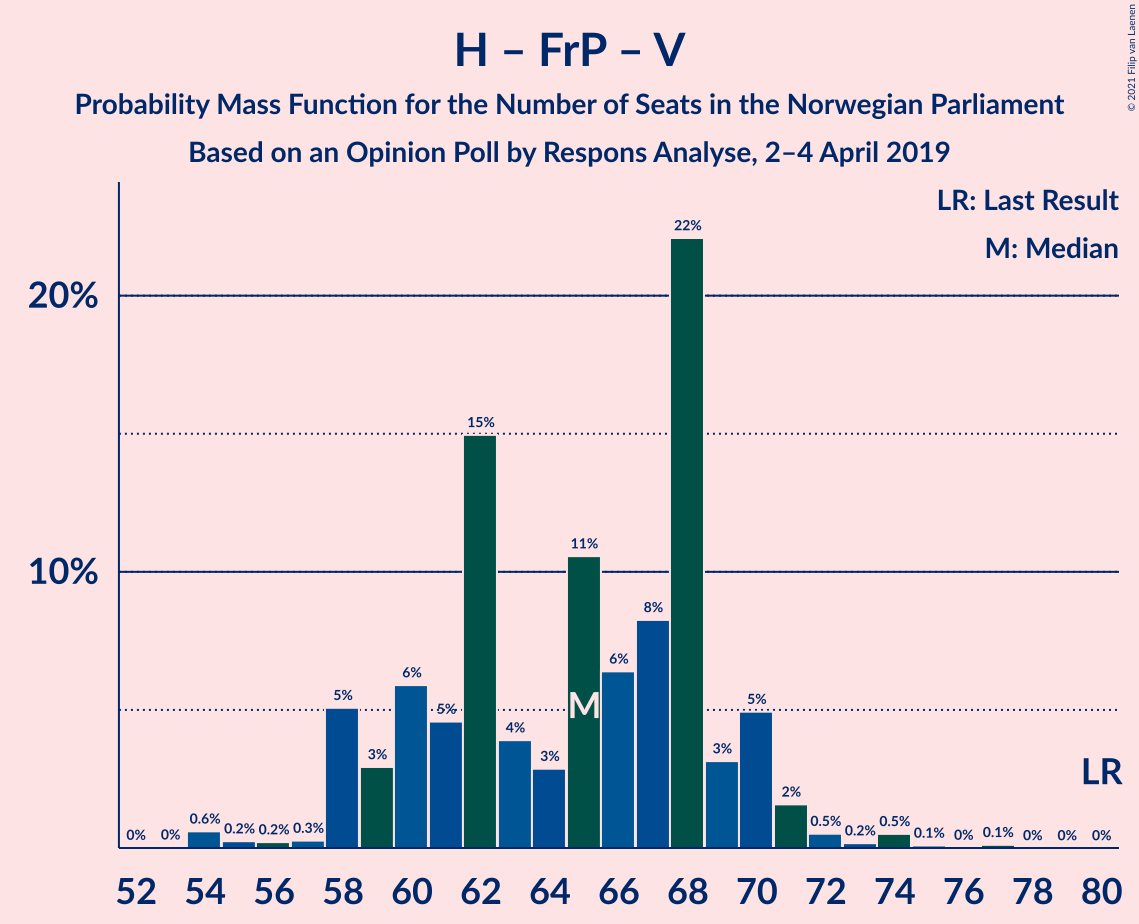 H – FrP – V
Probability Mass Function for the Number of Seats in the Norwegian Parliament
Based on an Opinion Poll by Respons Analyse, 2–4 April 2019
© 2021 Filip van Laenen
LR: Last Result
M: Median
20%
10%
0% 0% 0.6% 0.2% 0.2% 0.3% 5% 3% 6% 5% 15% 4% 3% 11% 6% 8% 22% 3% 5% 2% 0.5% 0.2% 0.5% 0.1% 0% 0.1% 0% 0% 0%
M
LR
52 54 56 58 60 62 64 66 68 70 72 74 76 78 80